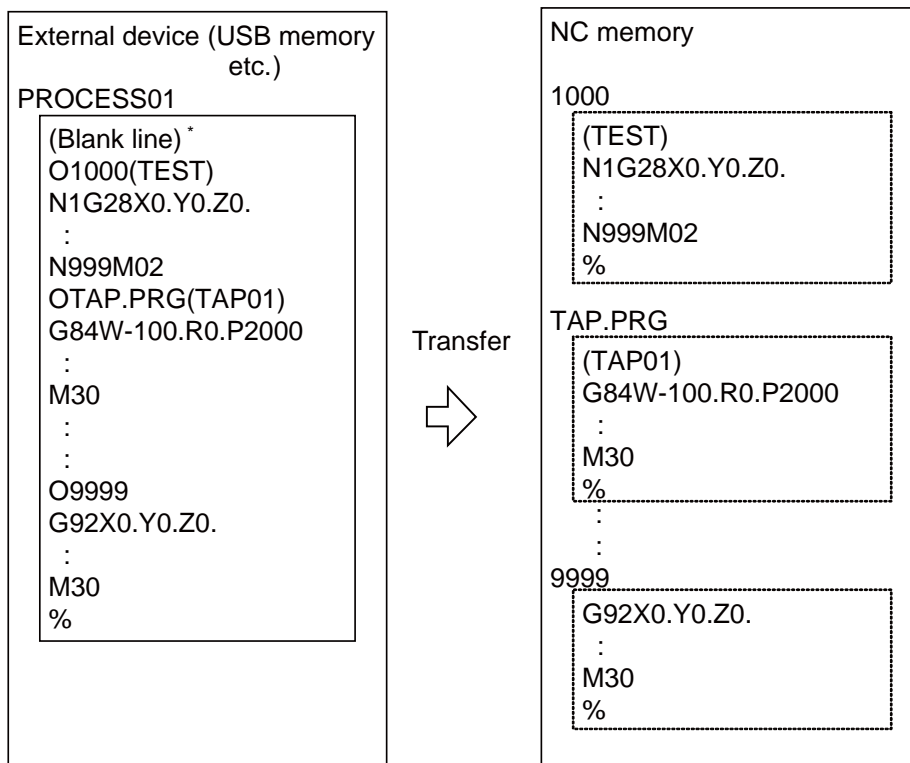 External device (USB memory
etc.)
PROCESS01
(Blank line) *
O1000(TEST)
N1G28X0.Y0.Z0.
:
N999M02
OTAP.PRG(TAP01)
G84W-100.R0.P2000
:
M30
:
:
O9999
G92X0.Y0.Z0.
:
M30
%
Transfer
NC memory
1000
(TEST)
N1G28X0.Y0.Z0.
:
N999M02
%
TAP.PRG
(TAP01)
G84W-100.R0.P2000
:
M30
%
:
:
9999
G92X0.Y0.Z0.
:
M30
%